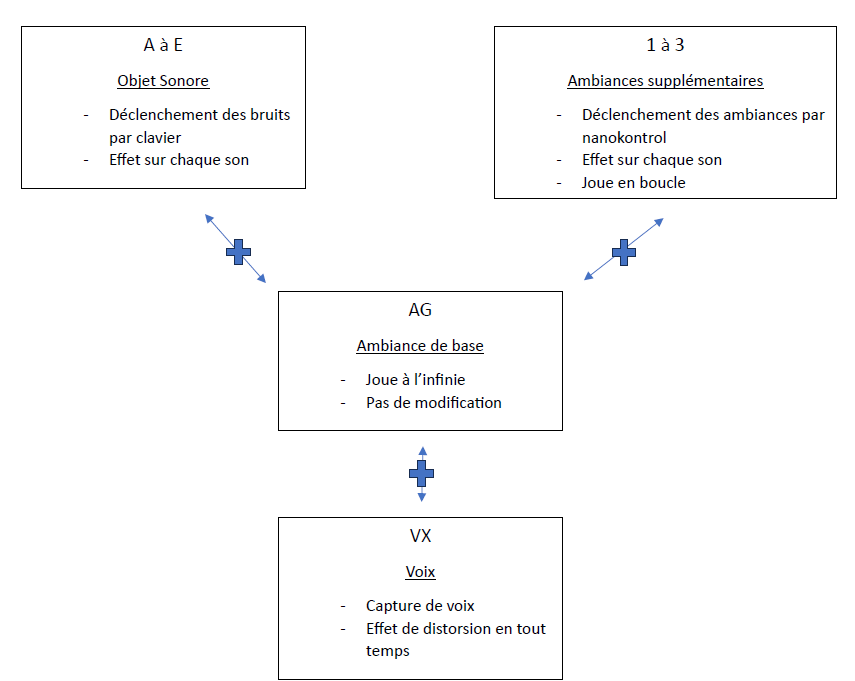 A à E
Objet Sonore
- Déclenchement des bruits
par clavier
- Effet sur chaque son
1 à 3
Ambiances supplémentaires
- Déclenchement des ambiances par
nanokontrol
- Effet sur chaque son
- Joue en boucle
AG
Ambiance de base
- Joue à l’infinie
- Pas de modification
VX
Voix
- Capture de voix
- Effet de distorsion en tout
temps